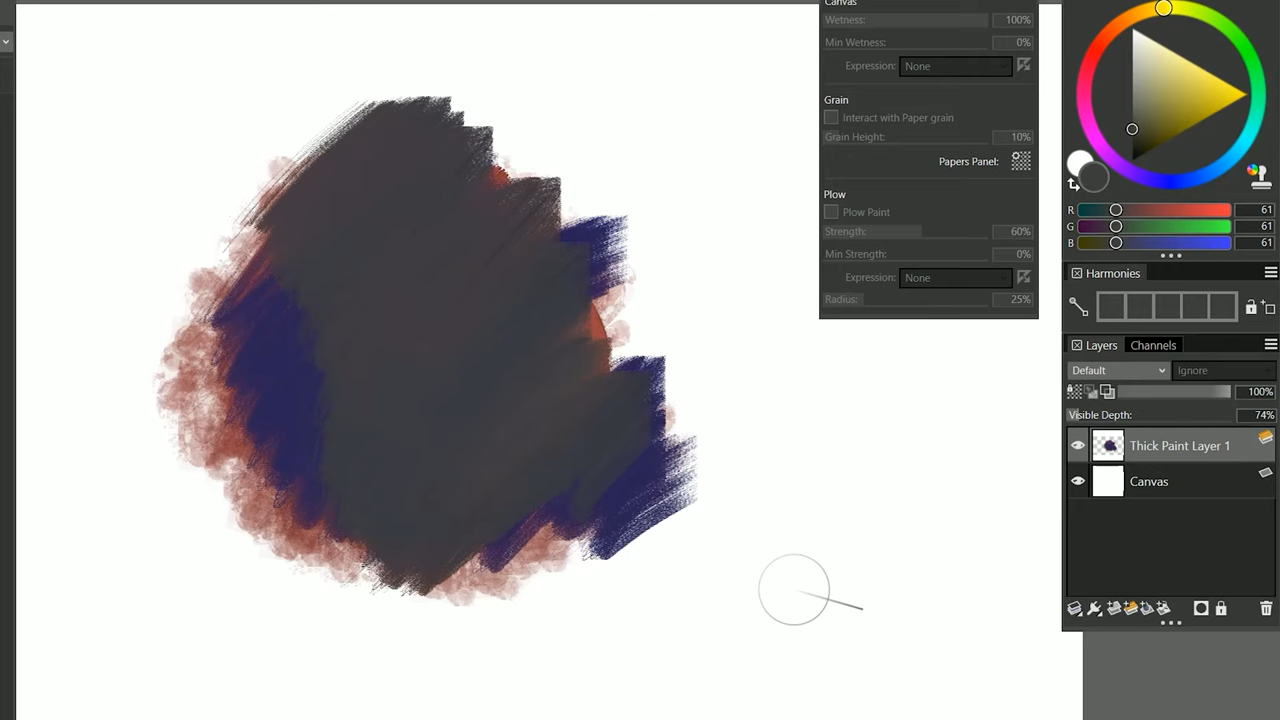 Canvas
Wetness: 100%
Min Wetness: 0%
Expression: None
Grain
Interact with Paper grain
Grain Height: 10%
Papers Panel:
Plow
Plow Paint
Strength: 60%
Min Strength: 0%
Expression: None
Radius: 25%
R 61
G 61
B 61
Harmonies
Layers Channels
Default Ignore
100%
Visible Depth: 74%
Thick Paint Layer 1
Canvas